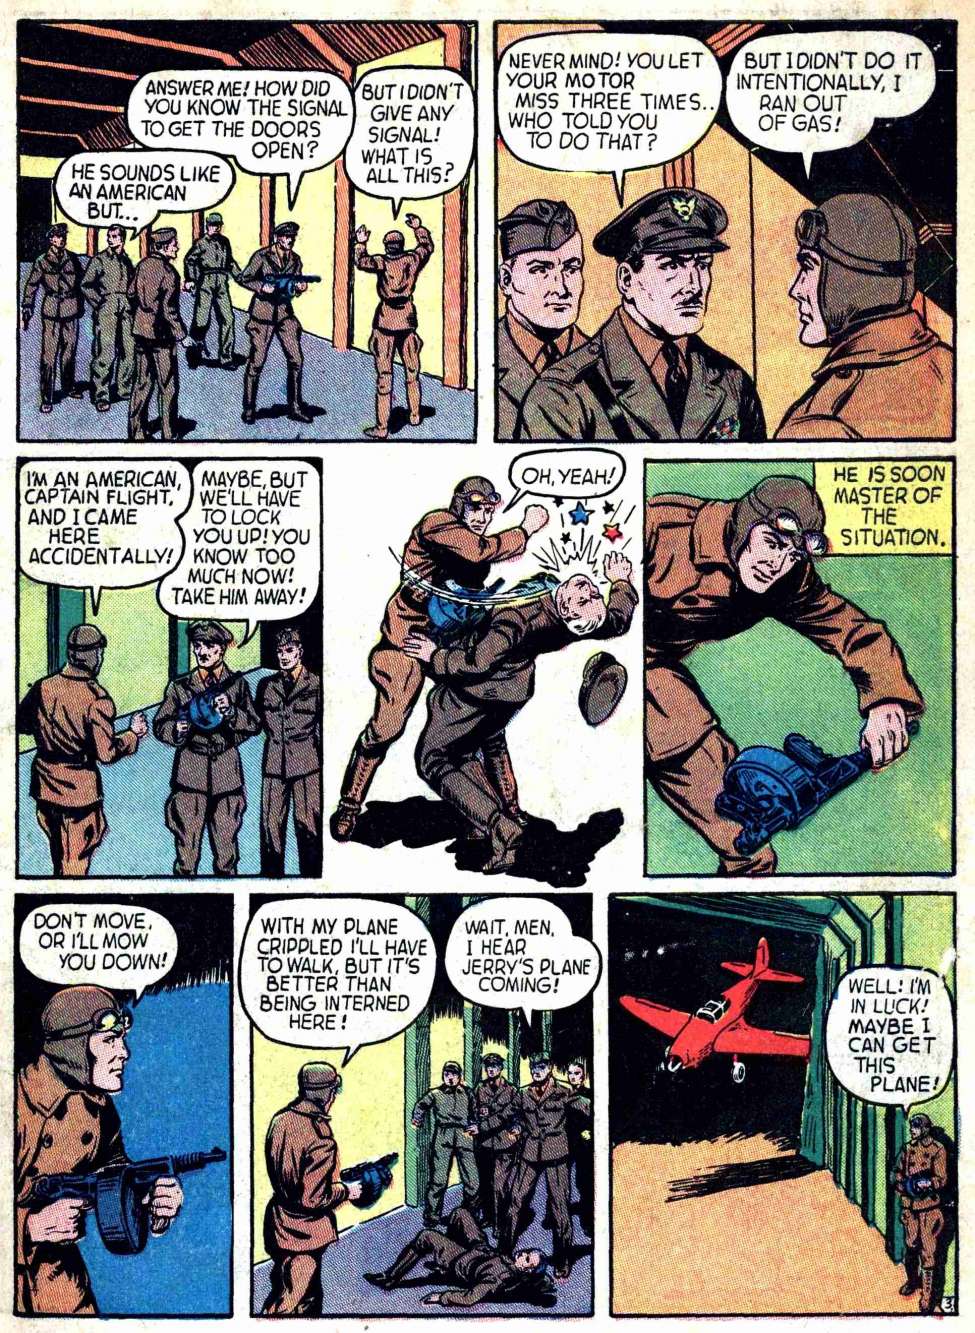 HE SOUNDS LIKE
AN AMERICAN
BUT...
ANSWER ME! HOW DID
YOU KNOW THE SIGNAL
TO GET THE DOORS
OPEN?
BUT I DIDN'T
GIVE ANY
SIGNAL!
WHAT IS
ALL THIS?
NEVER MIND! YOU LET
YOUR MOTOR
MISS THREE TIMES..
WHO TOLD YOU
TO DO THAT?
BUT I DIDN'T DO IT
INTENTIONALLY, I
RAN OUT
OF GAS!
I'M AN AMERICAN,
CAPTAIN FLIGHT,
AND I CAME
HERE
ACCIDENTALLY!
MAYBE, BUT
WE'LL HAVE
TO LOCK
YOU UP! YOU
KNOW TOO
MUCH NOW!
TAKE HIM AWAY!
OH, YEAH!
HE IS SOON
MASTER OF
THE
SITUATION.
DON'T MOVE,
OR I'LL MOW
YOU DOWN!
WITH MY PLANE
CRIPPLED I'LL HAVE
TO WALK, BUT IT'S
BETTER THAN
BEING INTERNED
HERE!
WAIT, MEN,
I HEAR
JERRY'S PLANE
COMING!
WELL! I'M
IN LUCK!
MAYBE I
CAN GET
THIS
PLANE!
3